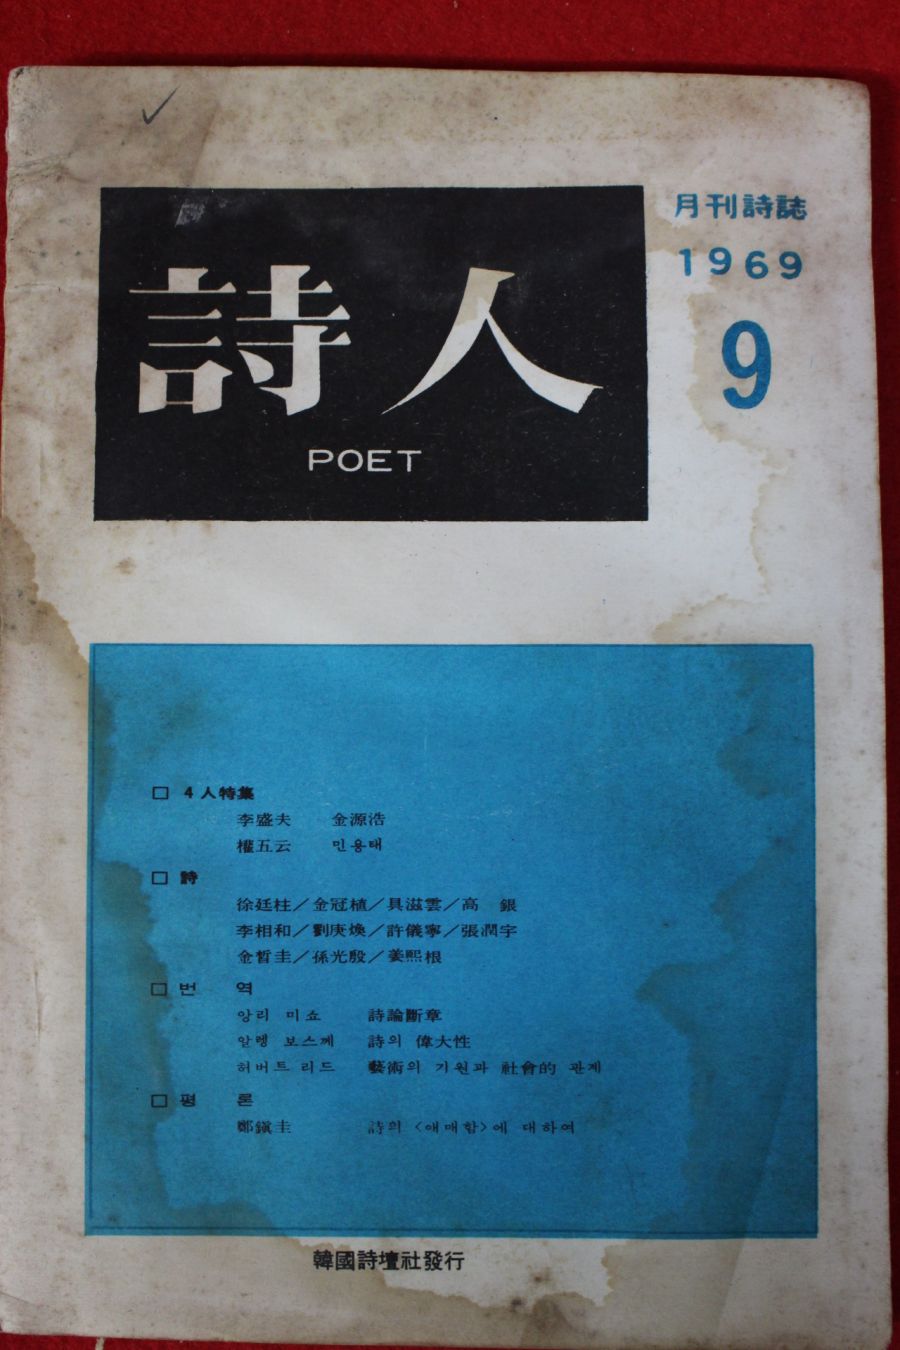 月刊詩誌
1969
9
詩人
POET
□ 4人特集
李盛夫 金源浩
權五云 민용태
□ 詩
徐廷柱／金冠植／具滋雲／高 銀
李相和／劉庚煥／許儀寧／張潤宇
金晳圭／孫光殷／姜熙根
□ 번 역
앙리 미쇼 詩論斷章
알렝 보스께 詩의 偉大性
허버트 리드 藝術의 기원과 社會的 관계
□ 평 론
鄭鎭圭 詩의 <애매함>에 대하여
韓國詩壇社發行